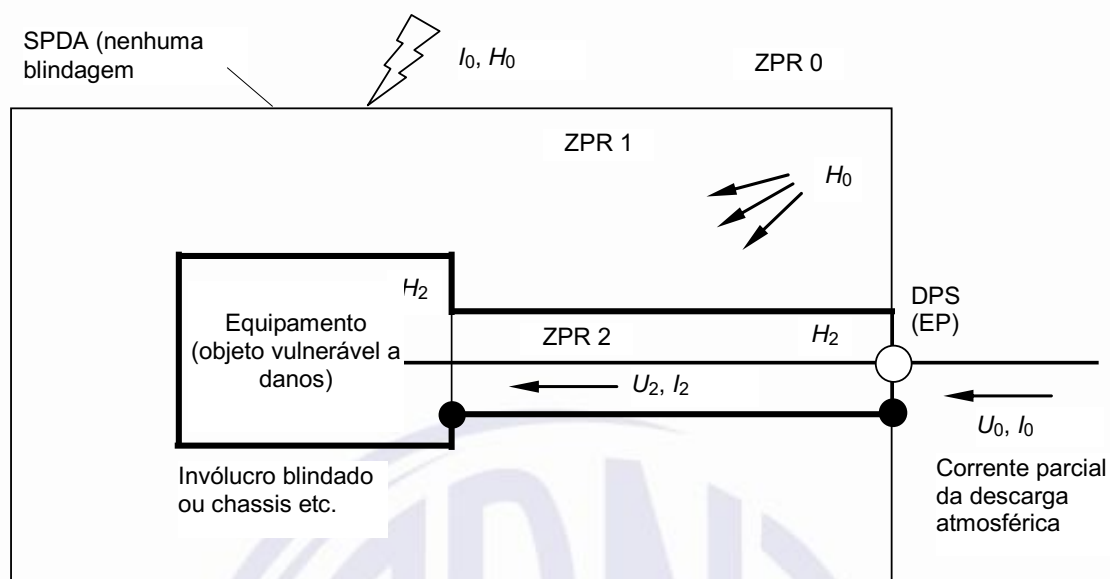 SPDA (nenhuma
blindagem
I0, H0
ZPR 0
ZPR 1
H0
H2
DPS
(EP)
Equipamento
(objeto vulnerável a
danos)
ZPR 2
H2
U2, I2
U0, I0
Invólucro blindado
ou chassis etc.
Corrente parcial
da descarga
atmosférica